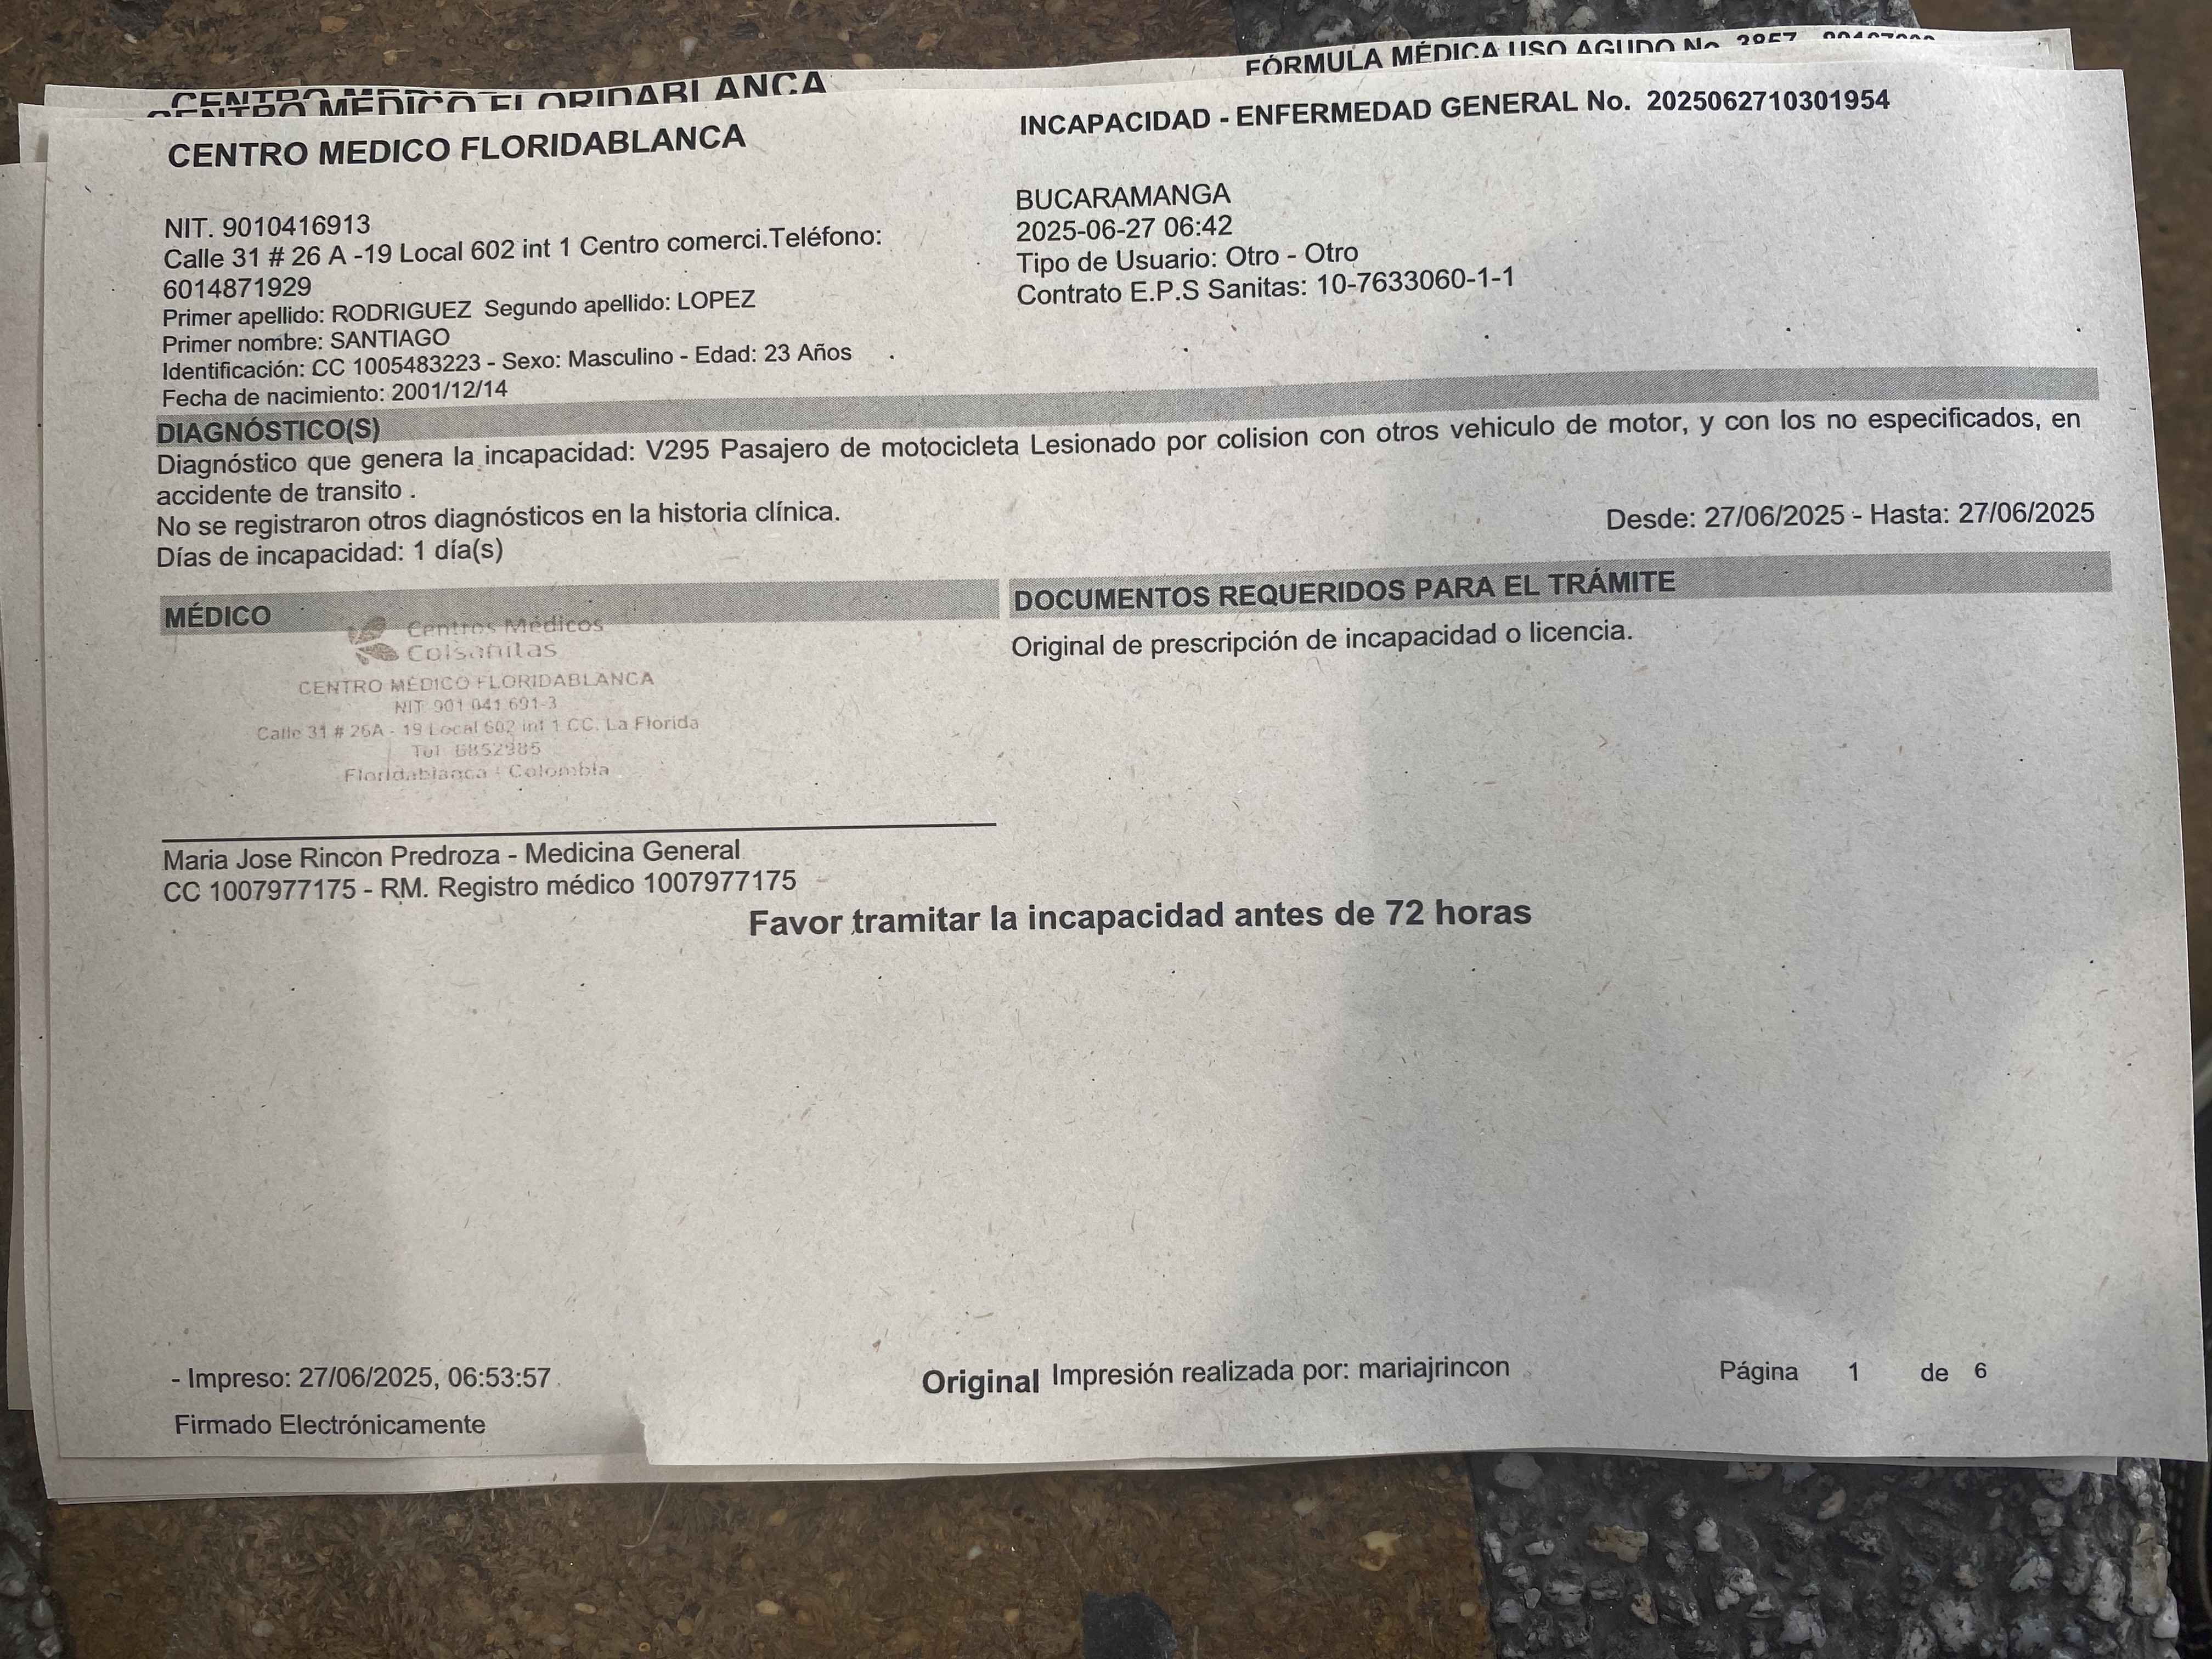 CENTRO MEDICO FLORIDABLANCA
FÓRMULA MÉDICA USO AGUDO No.
CENTRO MEDICO FLORIDABLANCA
INCAPACIDAD - ENFERMEDAD GENERAL No. 20250627103019​54
NIT. 9010416913
Calle 31 # 26 A -19 Local 602 int 1 Centro comerci.Teléfono:
6014871929
Primer apellido: RODRIGUEZ Segundo apellido: LOPEZ
Primer nombre: SANTIAGO
Identificación: CC 1005483223 - Sexo: Masculino - Edad: 23 Años
Fecha de nacimiento: 2001/12/14
BUCARAMANGA
2025-06-27 06:42
Tipo de Usuario: Otro - Otro
Contrato E.P.S Sanitas: 10-7633060-1-1
DIAGNÓSTICO(S)
Diagnóstico que genera la incapacidad: V295 Pasajero de motocicleta Lesionado por colision con otros vehiculo de motor, y con los no especificados, en
accidente de transito .
No se registraron otros diagnósticos en la historia clínica.
Días de incapacidad: 1 día(s)
Desde: 27/06/2025 - Hasta: 27/06/2025
MÉDICO
Centros Médicos
Colsanitas
CENTRO MÉDICO FLORIDABLANCA
NIT 901 041 691-3
Calle 31 # 26A - 19 Local 602 int 1 CC. La Florida
Tel 6852985
Floridablanca - Colombia
Maria Jose Rincon Pedroza - Medicina General
CC 1007977175 - RM. Registro médico 1007977175
DOCUMENTOS REQUERIDOS PARA EL TRÁMITE
Original de prescripción de incapacidad o licencia.
Favor tramitar la incapacidad antes de 72 horas
- Impreso: 27/06/2025, 06:53:57
Original Impresión realizada por: mariajrincon
Página 1 de 6
Firmado Electrónicamente